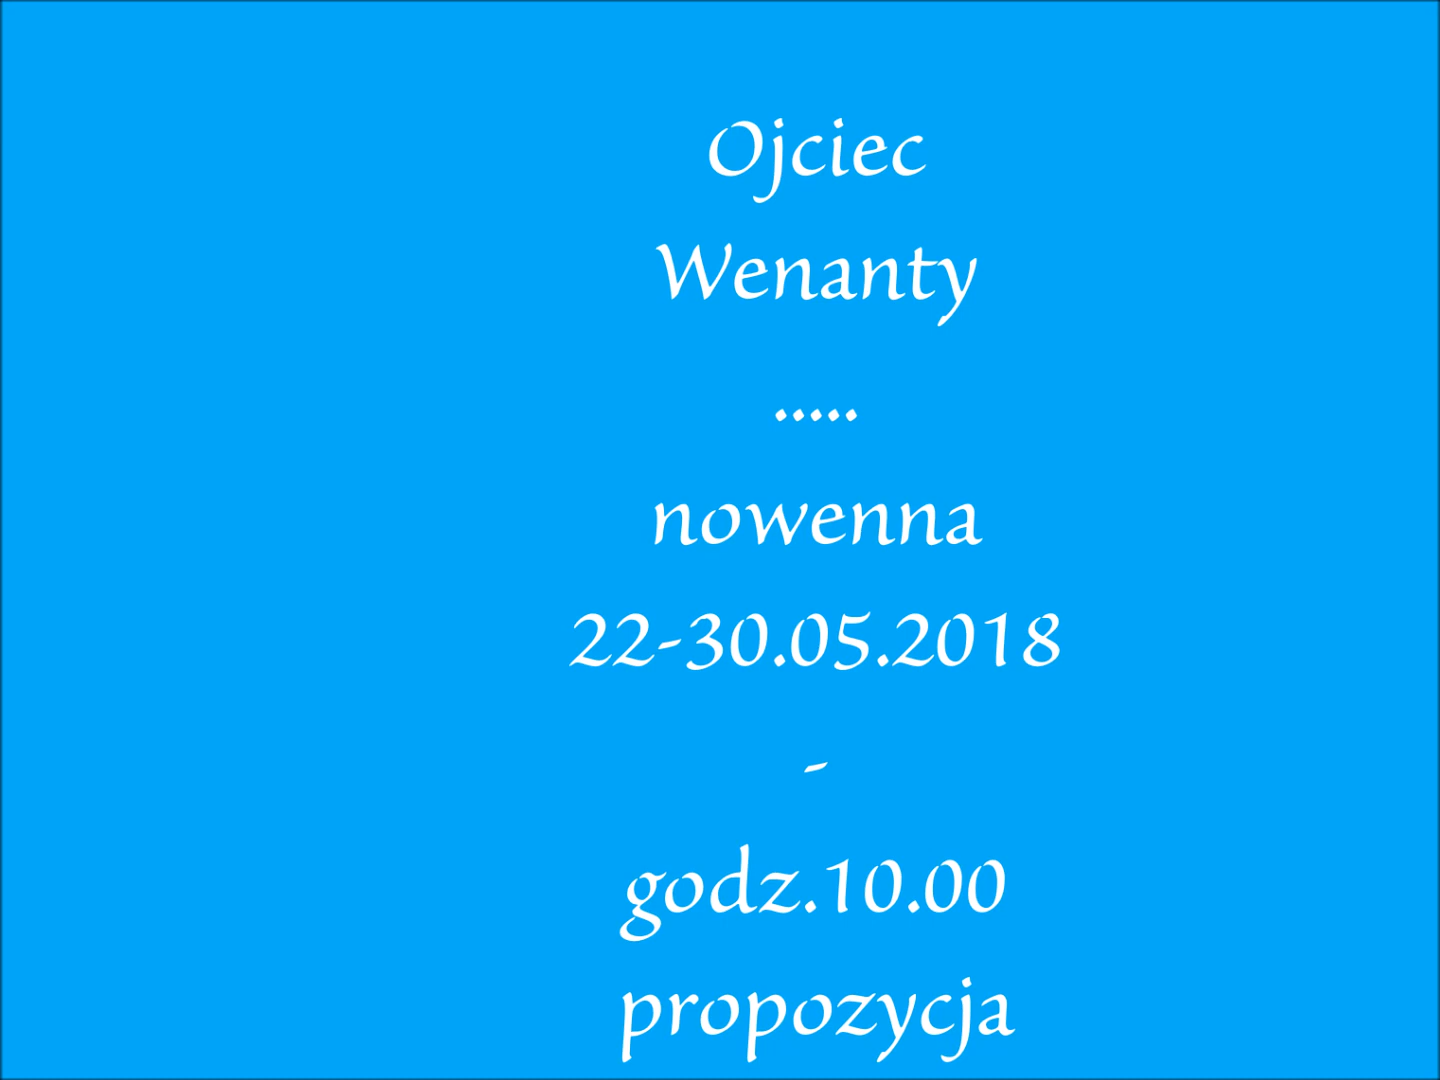 Ojciec
Wenanty
.....
nowenna
22-30.05.2018
-
godz.10.00
propozycja